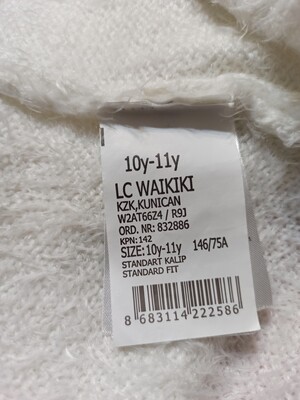 10y-11y
LC WAIKIKI
KZK,KUNICAN
W2AT66Z4 / R9J
ORD. NR: 832886
KPN: 142
SIZE: 10y-11y 146/75A
STANDART KALIP
STANDARD FIT
8 683114 222586